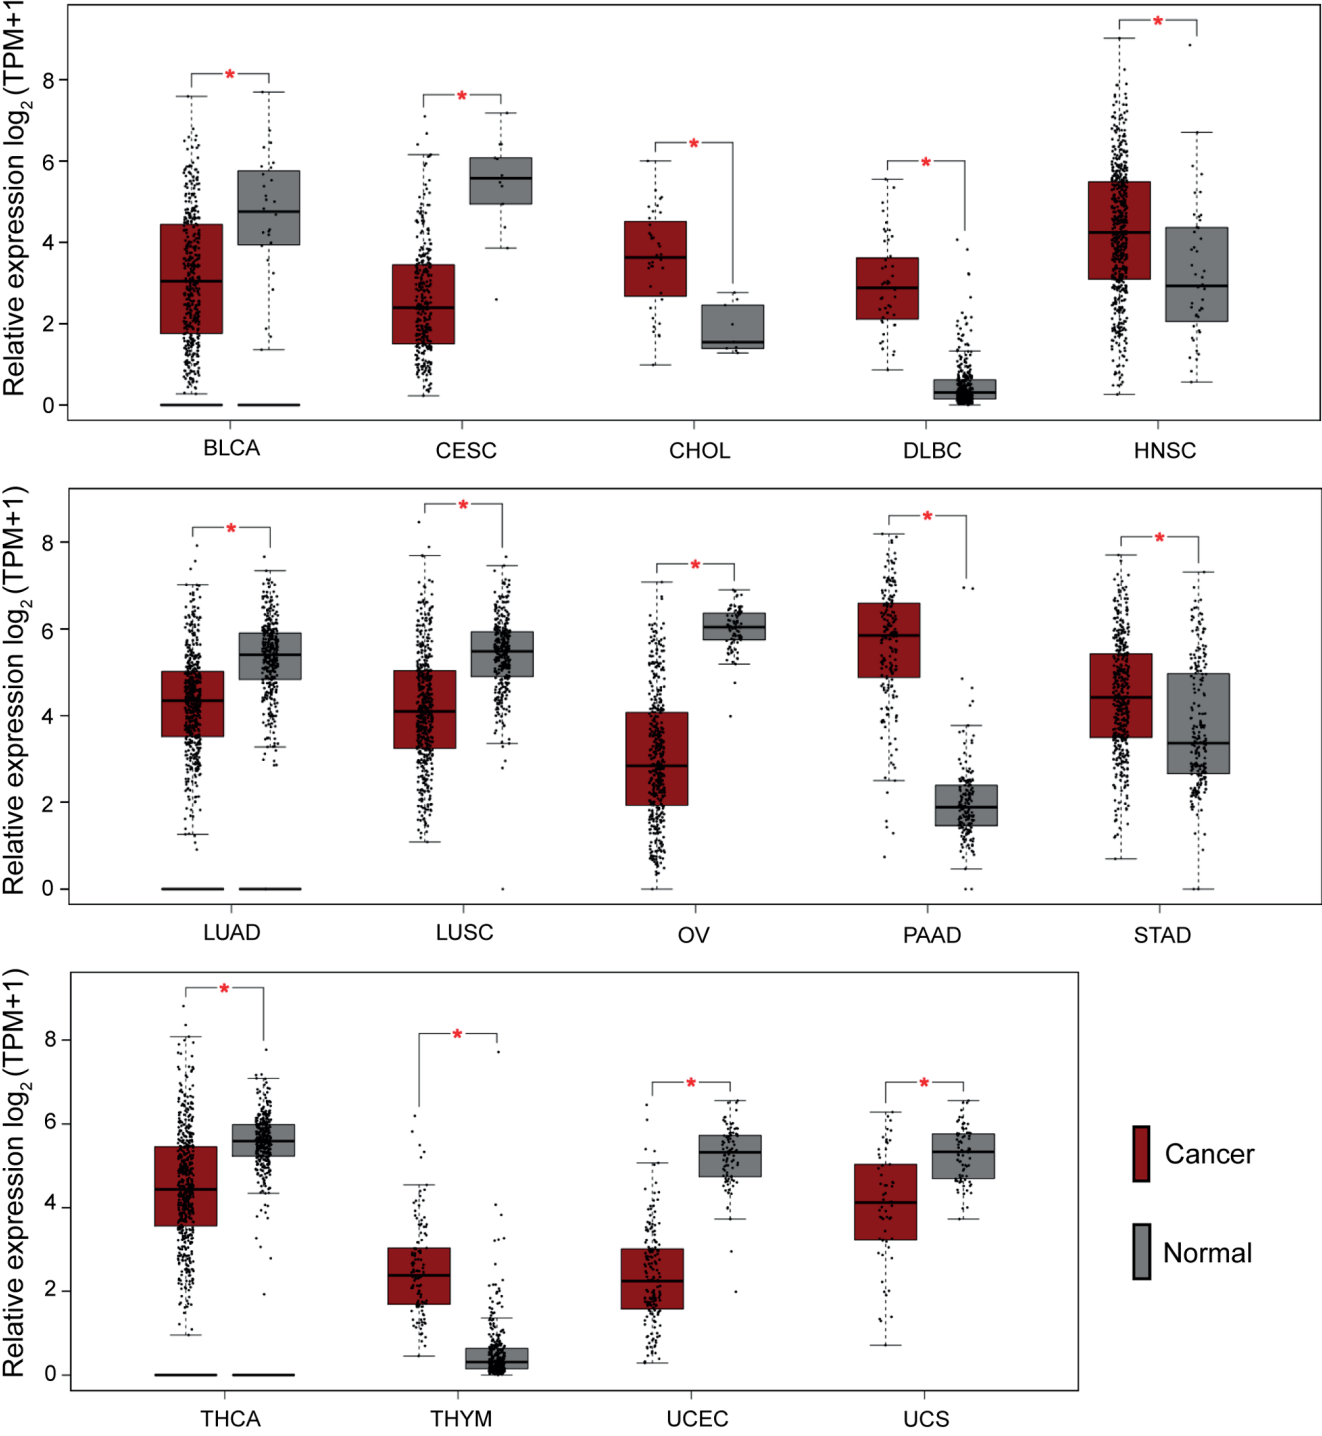 Relative expression log2 (TPM+1)
8
6
4
2
0
* * * * *
BLCA CESC CHOL DLBC HNSC
Relative expression log2 (TPM+1)
8
6
4
2
0
* * * * *
LUAD LUSC OV PAAD STAD
Relative expression log2 (TPM+1)
8
6
4
2
0
* * * *
THCA THYM UCEC UCS
Cancer
Normal